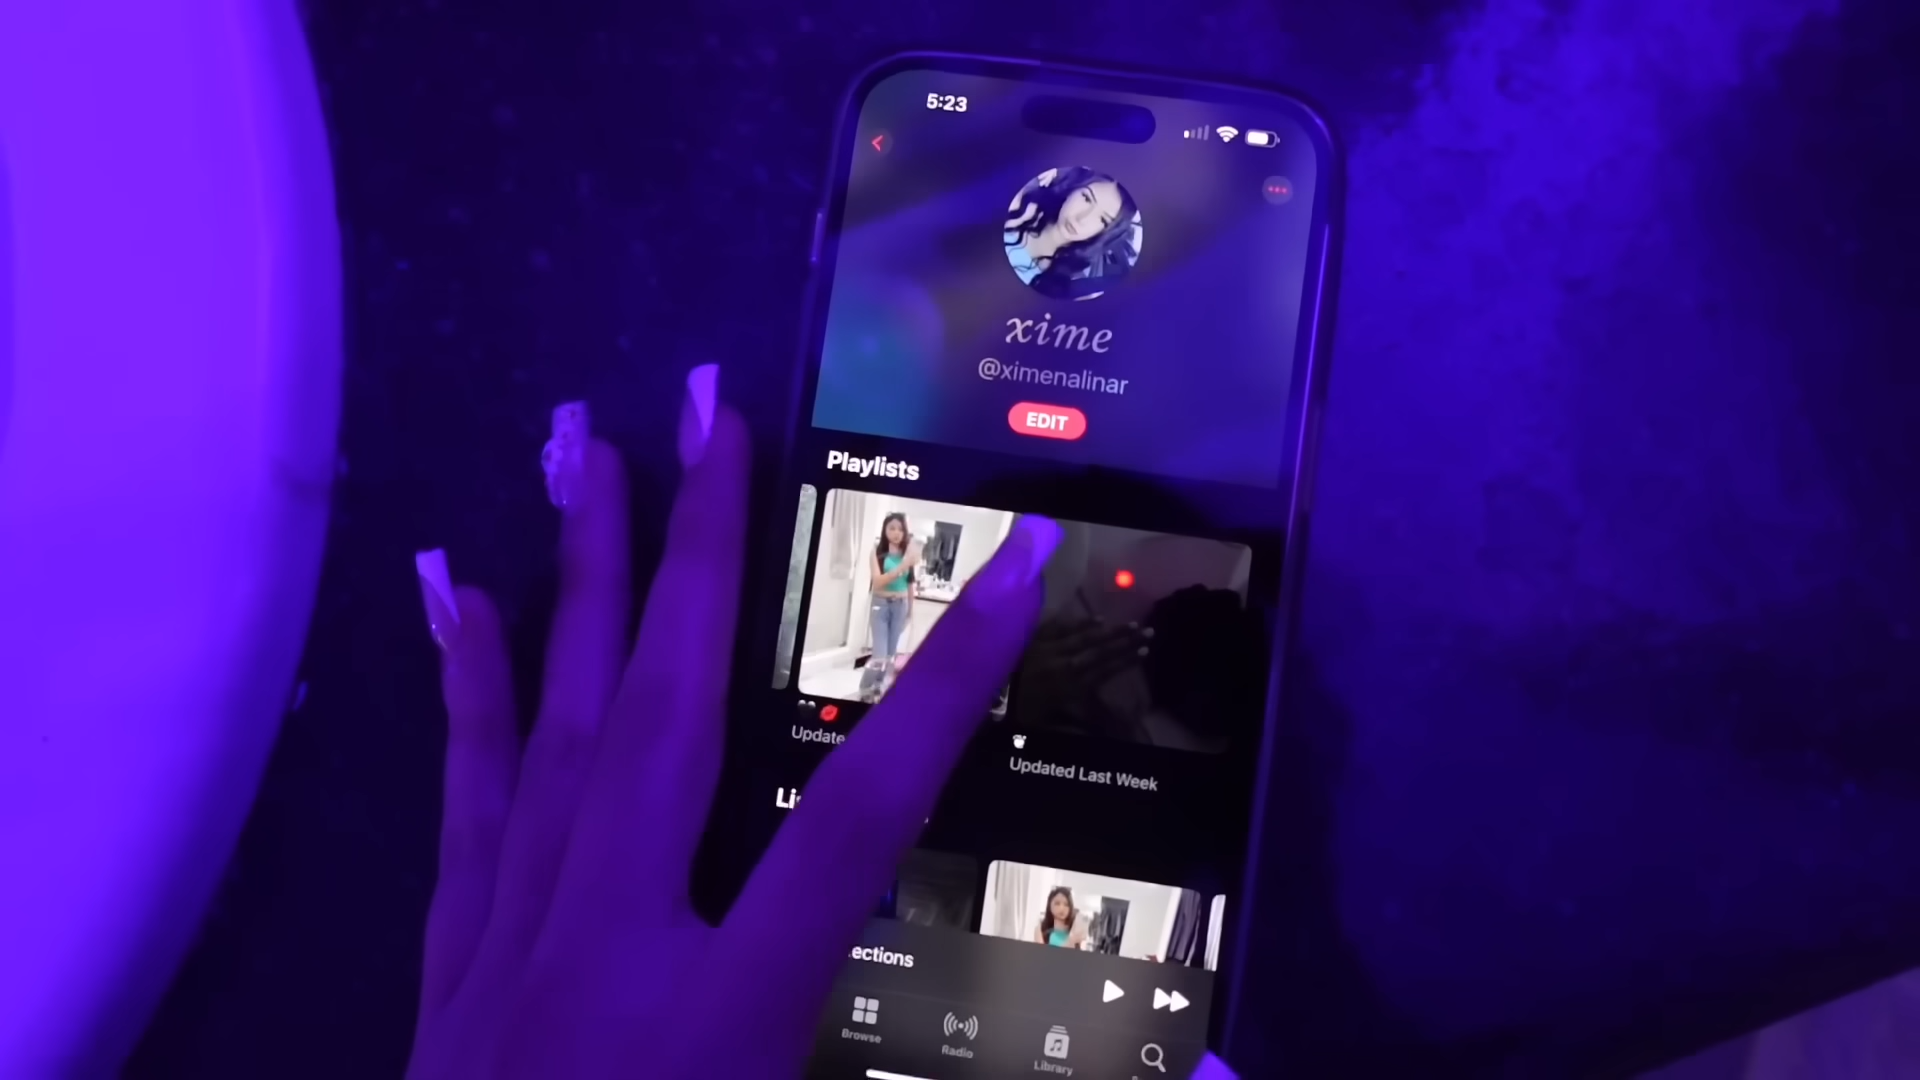 5:23
xime
@ximenalinar
EDIT
Playlists
Update
Updated Last Week
ections
Browse
Radio
Library